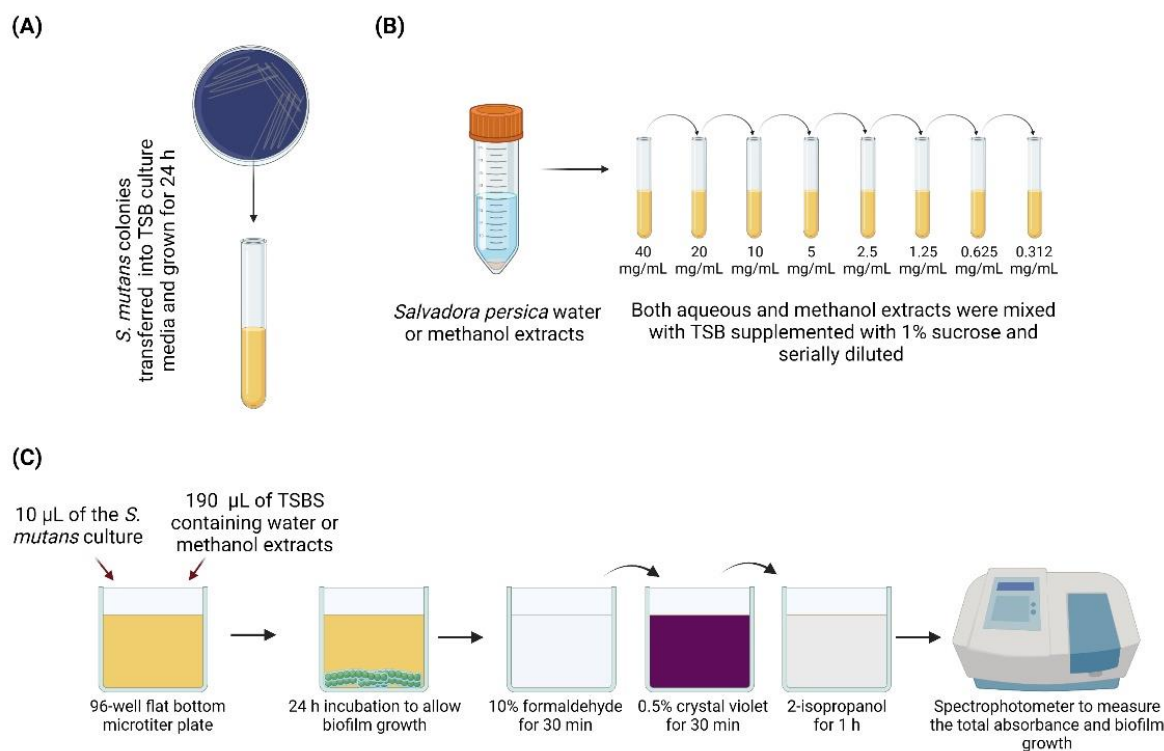 (A)
S. mutans colonies
transferred into TSB culture
media and grown for 24 h
(B)
Salvadora persica water
or methanol extracts
40
mg/mL
20
mg/mL
10
mg/mL
5
mg/mL
2.5
mg/mL
1.25
mg/mL
0.625
mg/mL
0.312
mg/mL
Both aqueous and methanol extracts were mixed
with TSB supplemented with 1% sucrose and
serially diluted
(C)
10 µL of the S.
mutans culture
190 µL of TSBS
containing water or
methanol extracts
96-well flat bottom
microtiter plate
24 h incubation to allow
biofilm growth
10% formaldehyde
for 30 min
0.5% crystal violet
for 30 min
2-isopropanol
for 1 h
Spectrophotometer to measure
the total absorbance and biofilm
growth